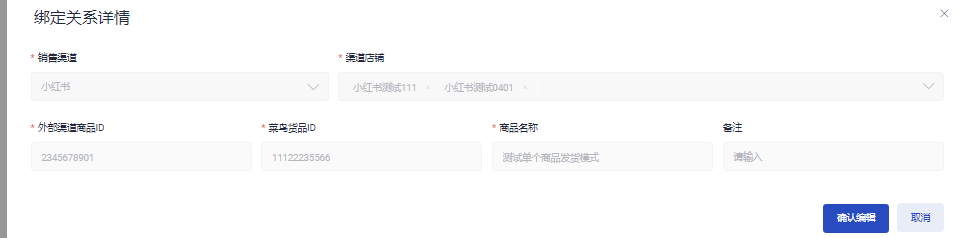 绑定关系详情 ×
* 销售渠道 * 渠道店铺
小红书 小红书测试111 × 小红书测试0401 ×
* 外部渠道商品ID * 菜鸟货品ID * 商品名称 备注
2345678901 11122235566 测试单个商品发货模式 请输入
确认编辑 取消